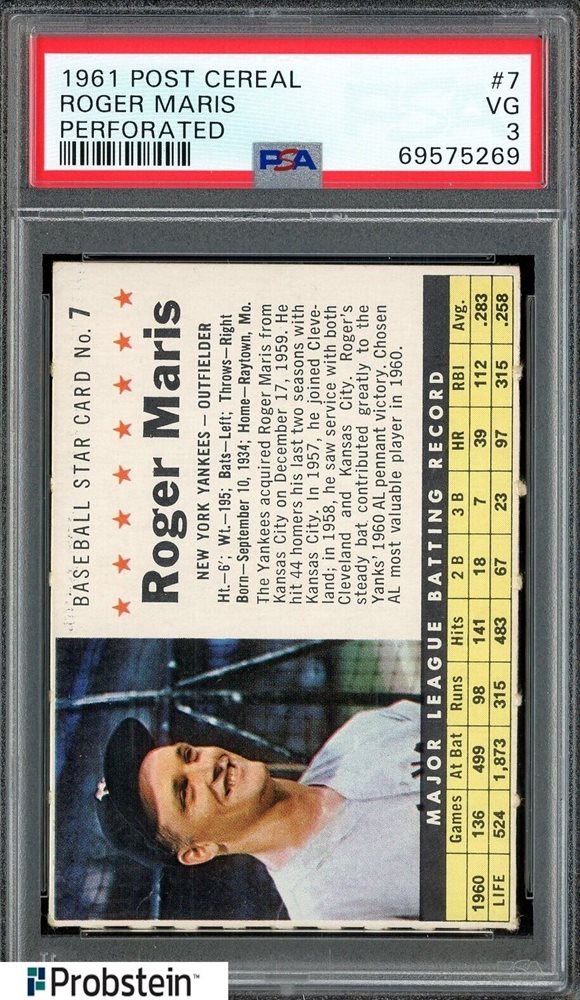 1961 POST CEREAL #7
ROGER MARIS VG
PERFORATED 3
PSA 69575269
BASEBALL STAR CARD No. 7
Roger Maris
NEW YORK YANKEES — OUTFIELDER
Ht.—6'; Wt.—195; Bats—Left; Throws—Right
Born—September 10, 1934; Home—Raytown, Mo.
The Yankees acquired Roger Maris from
Kansas City on December 17, 1959. He
hit 44 homers his last two seasons with
Kansas City. In 1957, he joined Cleve-
land; in 1958, he saw service with both
Cleveland and Kansas City. Roger's
steady bat contributed greatly to the
Yanks' 1960 AL pennant victory. Chosen
AL most valuable player in 1960.
MAJOR LEAGUE BATTING RECORD
Games At Bat Runs Hits 2 B 3 B HR RBI Avg.
1960 136 499 98 141 18 7 39 112 .283
LIFE 524 1,873 315 483 67 23 97 315 .258
Probstein™